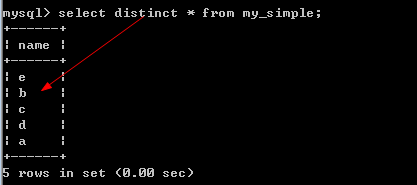 mysql> select distinct * from my_simple;
+------+
¦ name ¦
+------+
¦ e    ¦
¦ b    ¦
¦ c    ¦
¦ d    ¦
¦ a    ¦
+------+
5 rows in set (0.00 sec)